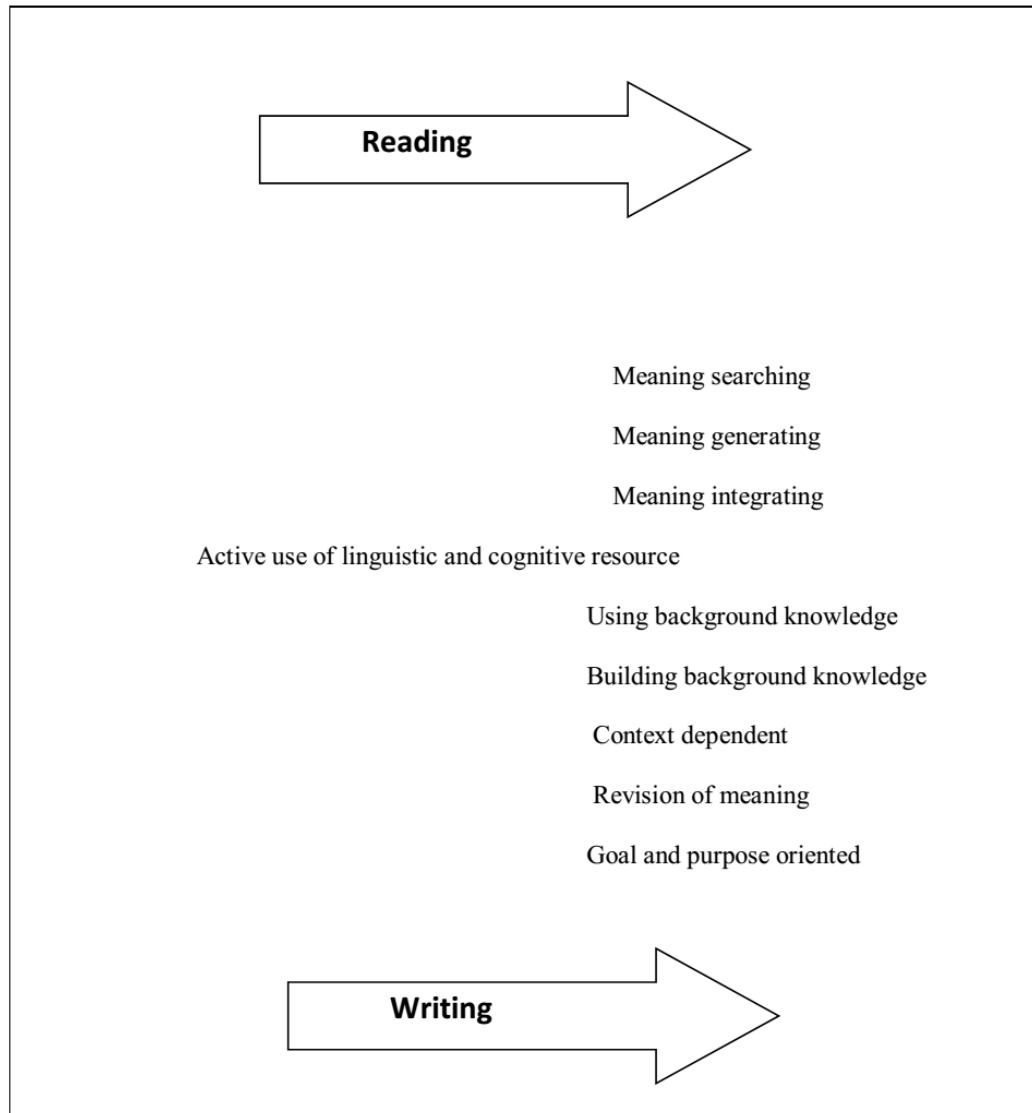 Reading
Meaning searching
Meaning generating
Meaning integrating
Active use of linguistic and cognitive resource
Using background knowledge
Building background knowledge
Context dependent
Revision of meaning
Goal and purpose oriented
Writing